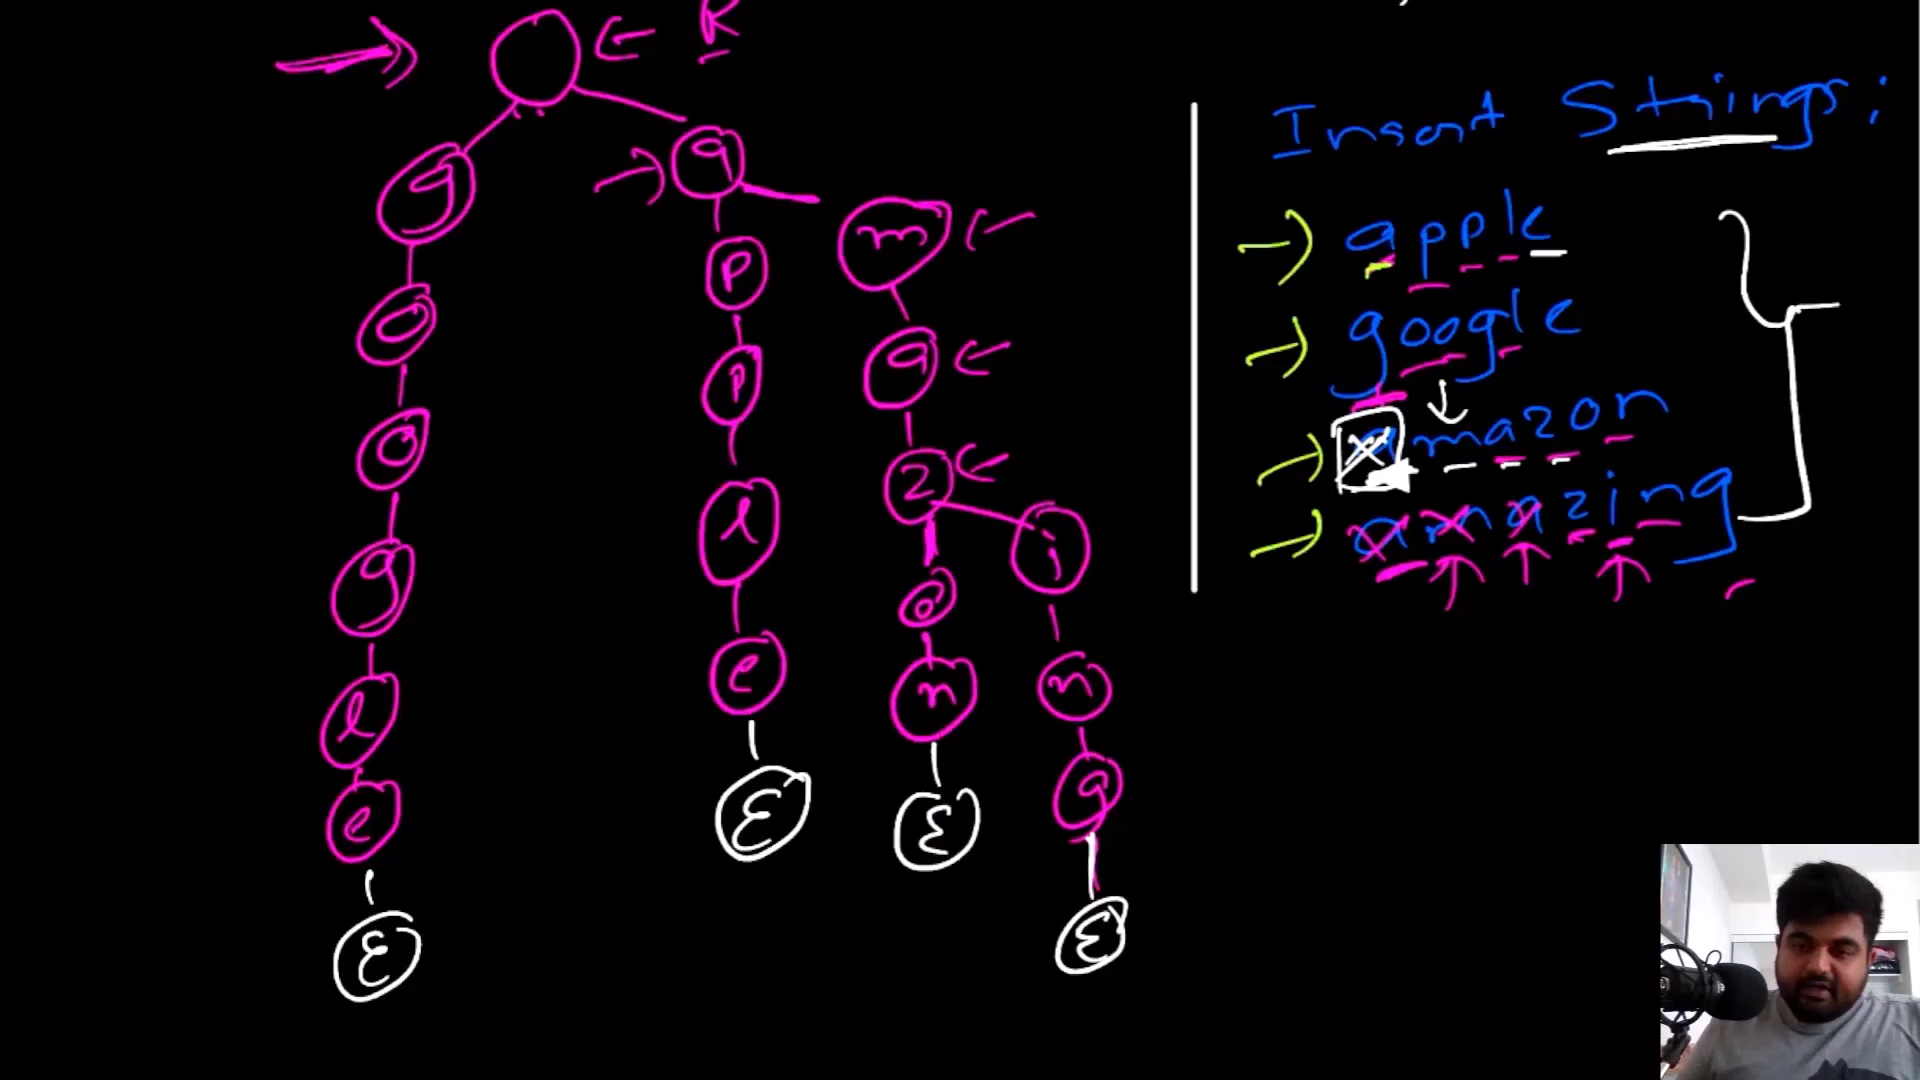 R
Insert Strings:
apple
google
amazon
amazing
g a
p m
o
p a
o
l z i
g o
e n n
l
e g
ε ε
ε ε